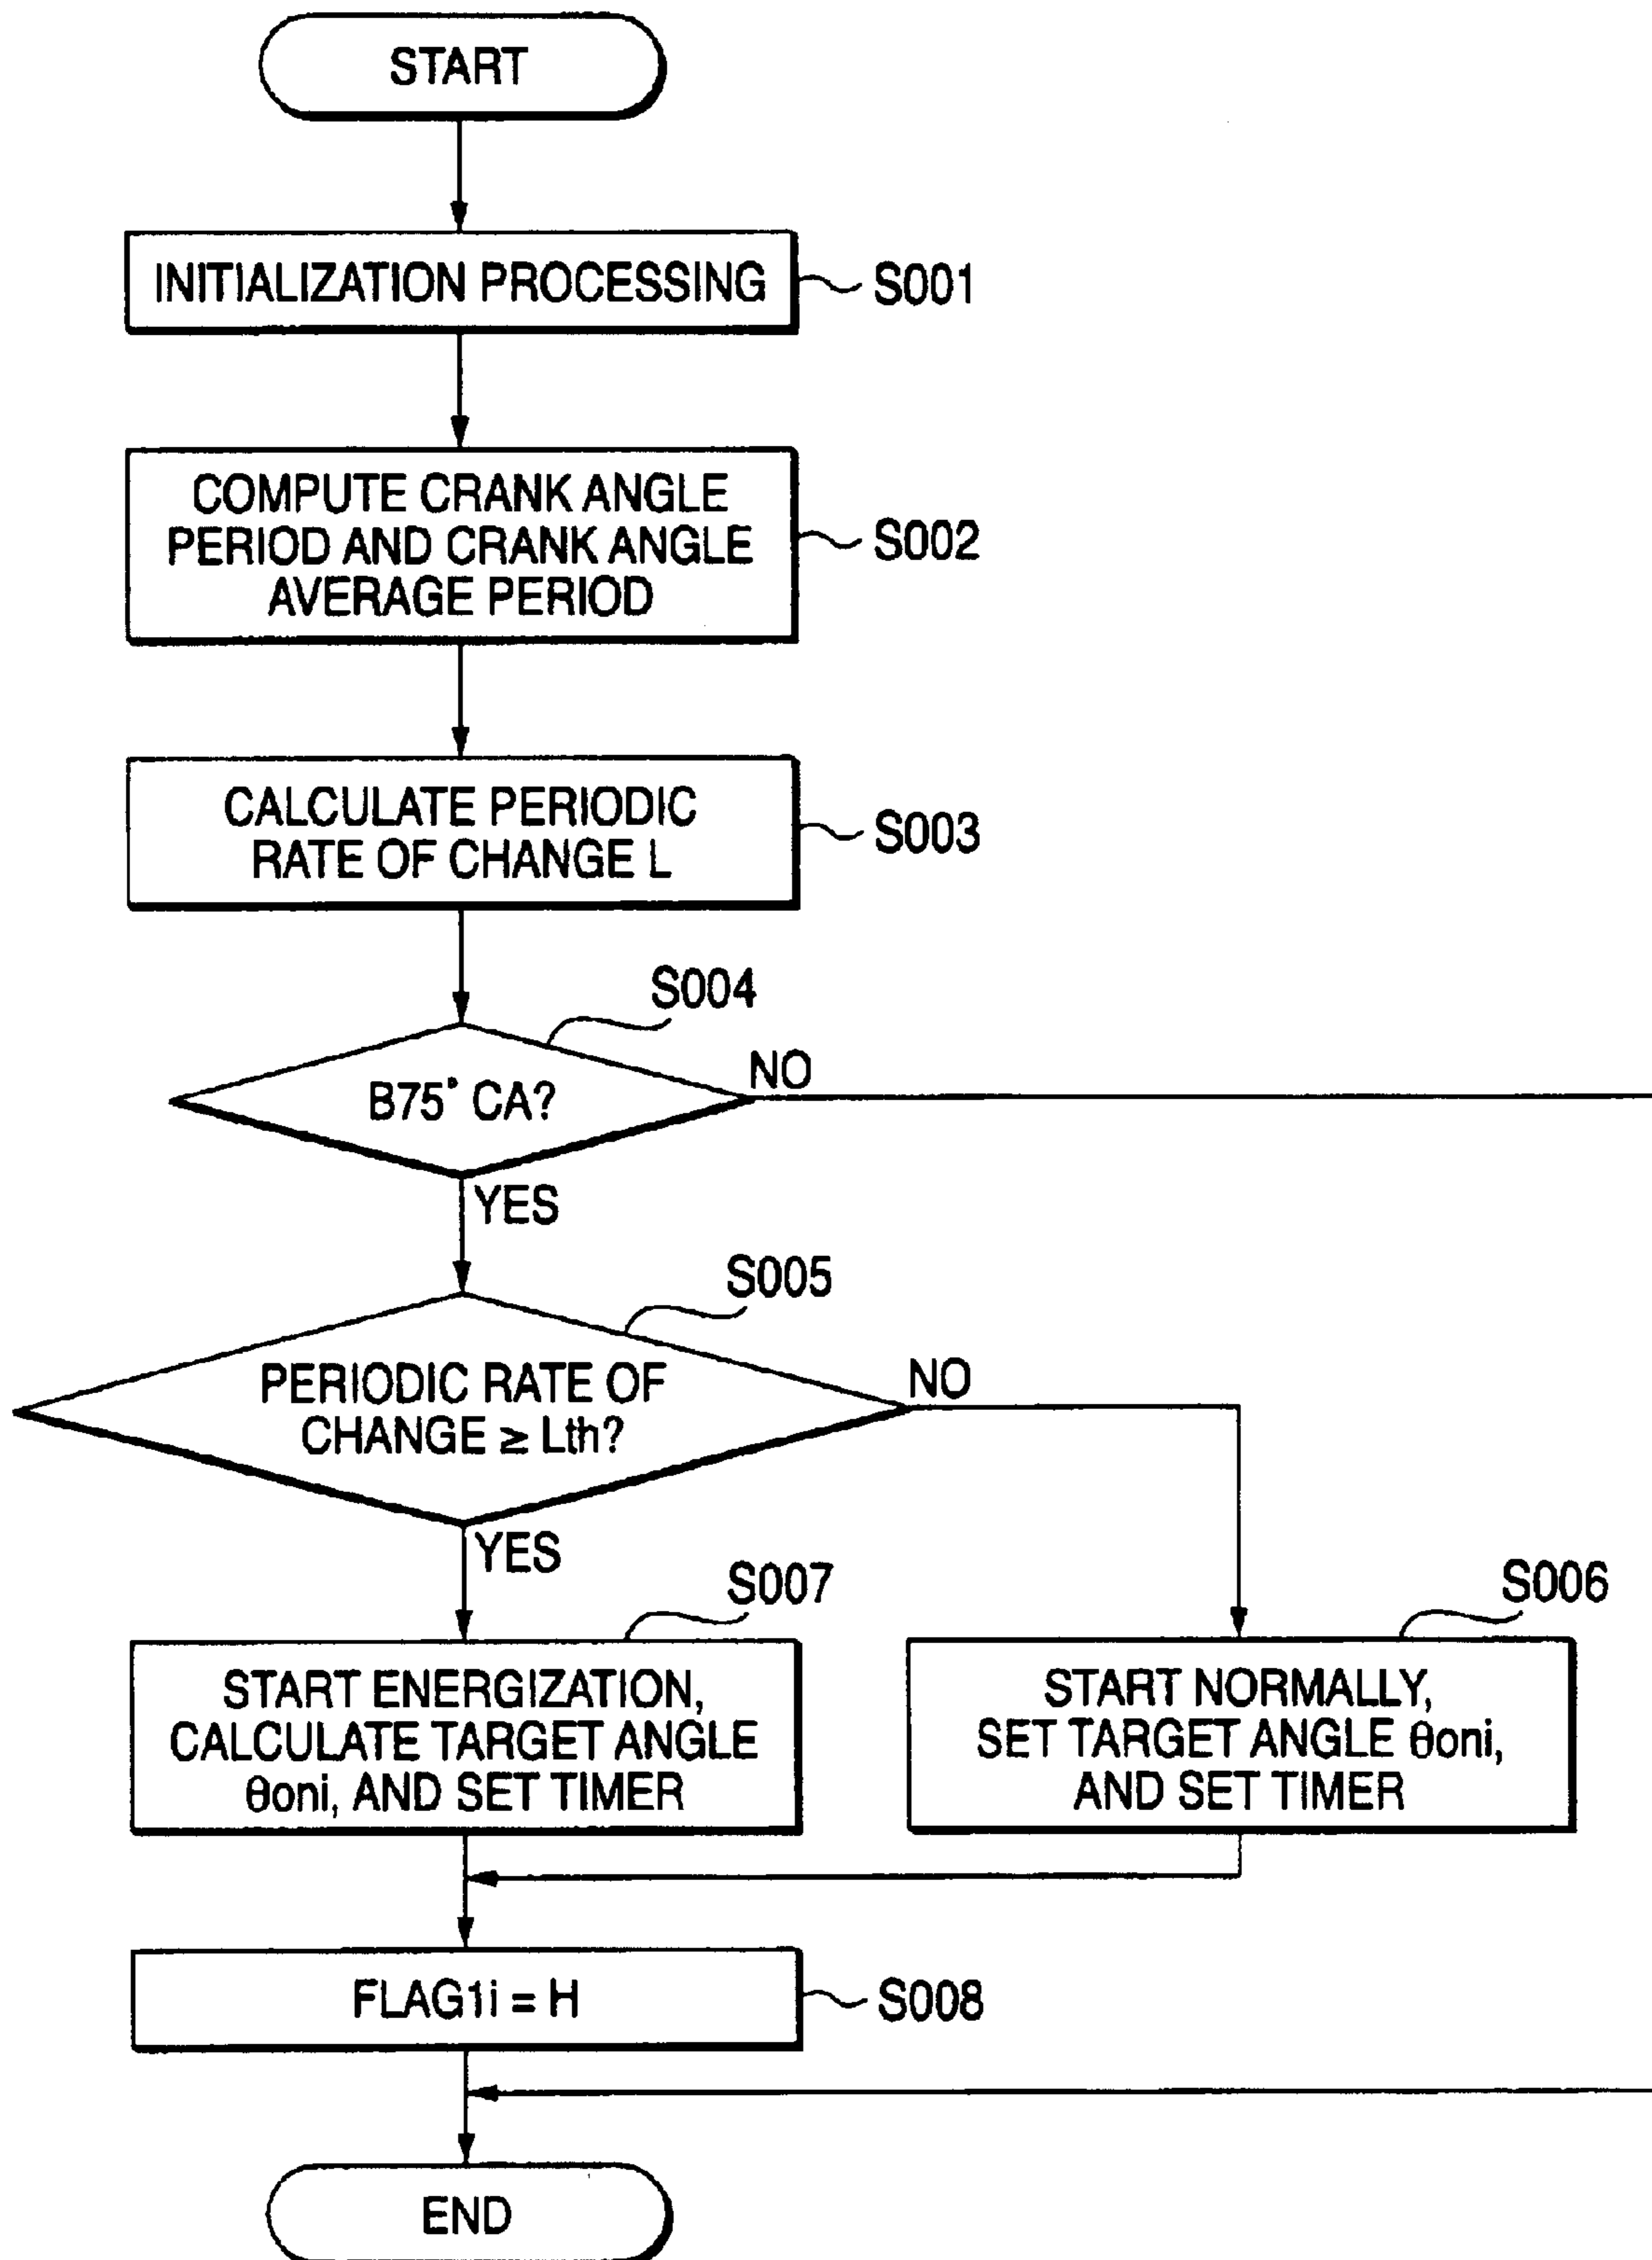 START
INITIALIZATION PROCESSING
S001
COMPUTE CRANK ANGLE
PERIOD AND CRANK ANGLE
AVERAGE PERIOD
S002
CALCULATE PERIODIC
RATE OF CHANGE L
S003
S004
B75° CA?
NO
YES
S005
PERIODIC RATE OF
CHANGE ≥ Lth?
NO
YES
S007
START ENERGIZATION,
CALCULATE TARGET ANGLE
θoni, AND SET TIMER
S006
START NORMALLY,
SET TARGET ANGLE θoni,
AND SET TIMER
FLAG1i = H
S008
END